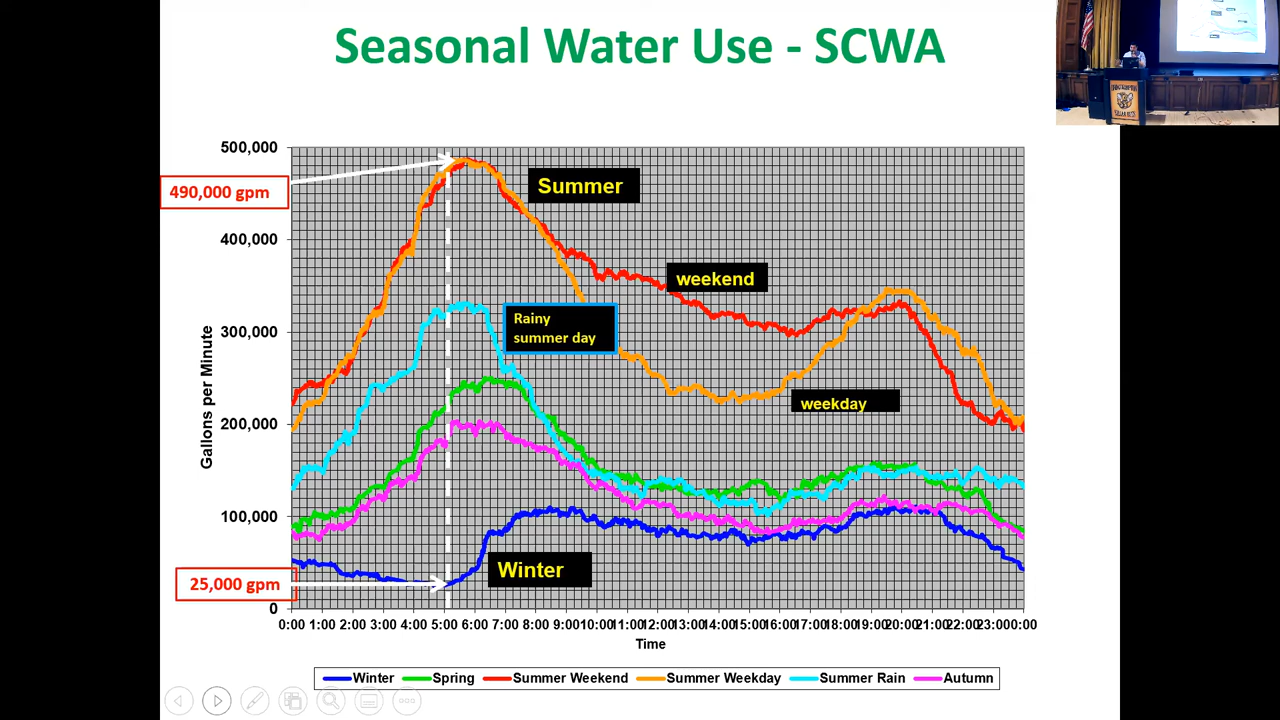 Seasonal Water Use - SCWA
500,000
490,000 gpm
Summer
400,000
weekend
Rainy
summer day
300,000
Gallons per Minute
weekday
200,000
100,000
Winter
25,000 gpm
0
0:00 1:00 2:00 3:00 4:00 5:00 6:00 7:00 8:00 9:00 10:00 11:00 12:00 13:00 14:00 15:00 16:00 17:00 18:00 19:00 20:00 21:00 22:00 23:00 0:00
Time
Winter Spring Summer Weekend Summer Weekday Summer Rain Autumn